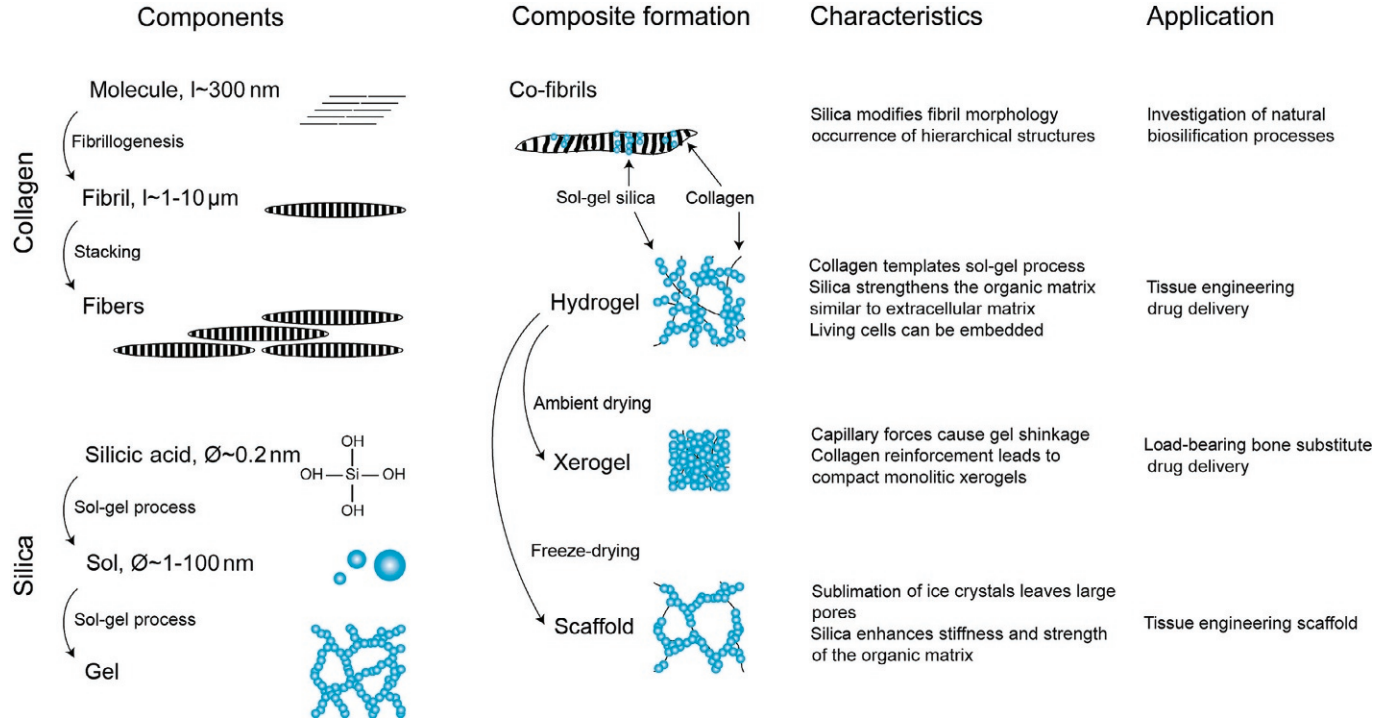 Components
Composite formation
Characteristics
Application
Collagen
Molecule, l~300 nm
Fibrillogenesis
Fibril, l~1-10 µm
Stacking
Fibers
Silica
Silicic acid, Ø~0.2 nm
OH
OH
Si
OH
OH
Sol-gel process
Sol, Ø~1-100 nm
Sol-gel process
Gel
Co-fibrils
Sol-gel silica
Collagen
Silica modifies fibril morphology
occurrence of hierarchical structures
Investigation of natural
biosilification processes
Hydrogel
Collagen templates sol-gel process
Silica strengthens the organic matrix
similar to extracellular matrix
Living cells can be embedded
Tissue engineering
drug delivery
Ambient drying
Xerogel
Capillary forces cause gel shinkage
Collagen reinforcement leads to
compact monolitic xerogels
Load-bearing bone substitute
drug delivery
Freeze-drying
Scaffold
Sublimation of ice crystals leaves large
pores
Silica enhances stiffness and strength
of the organic matrix
Tissue engineering scaffold